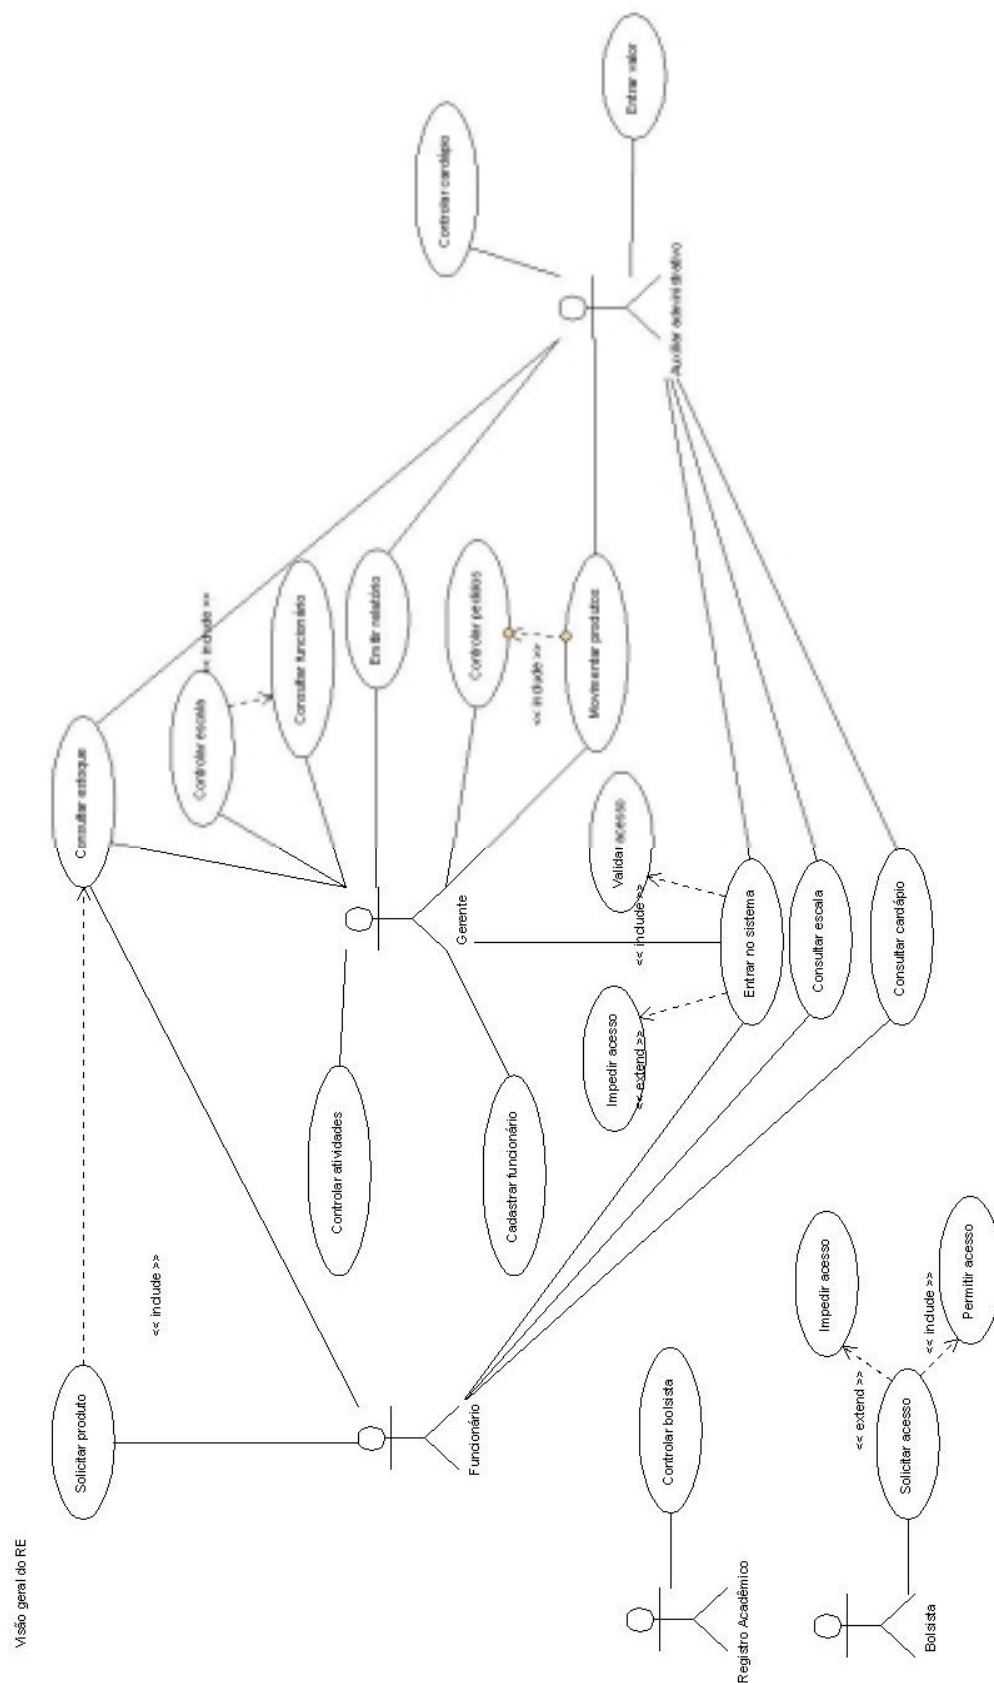 Visão geral do RE
Solicitar produto
<< include >>
Consultar estoque
Controlar escala
<< include >>
Consultar funcionário
Emitir relatório
Controlar cardápio
Entrar valor
Controlar atividades
Controlar pedidos
<< include >>
Movimentar produtos
Funcionário
Gerente
Auxiliar administrativo
Cadastrar funcionário
Impedir acesso
<< extend >>
Validar acesso
<< include >>
Entrar no sistema
Consultar escala
Consultar cardápio
Controlar bolsista
Registro Acadêmico
Impedir acesso
<< extend >>
Solicitar acesso
<< include >>
Permitir acesso
Bolsista